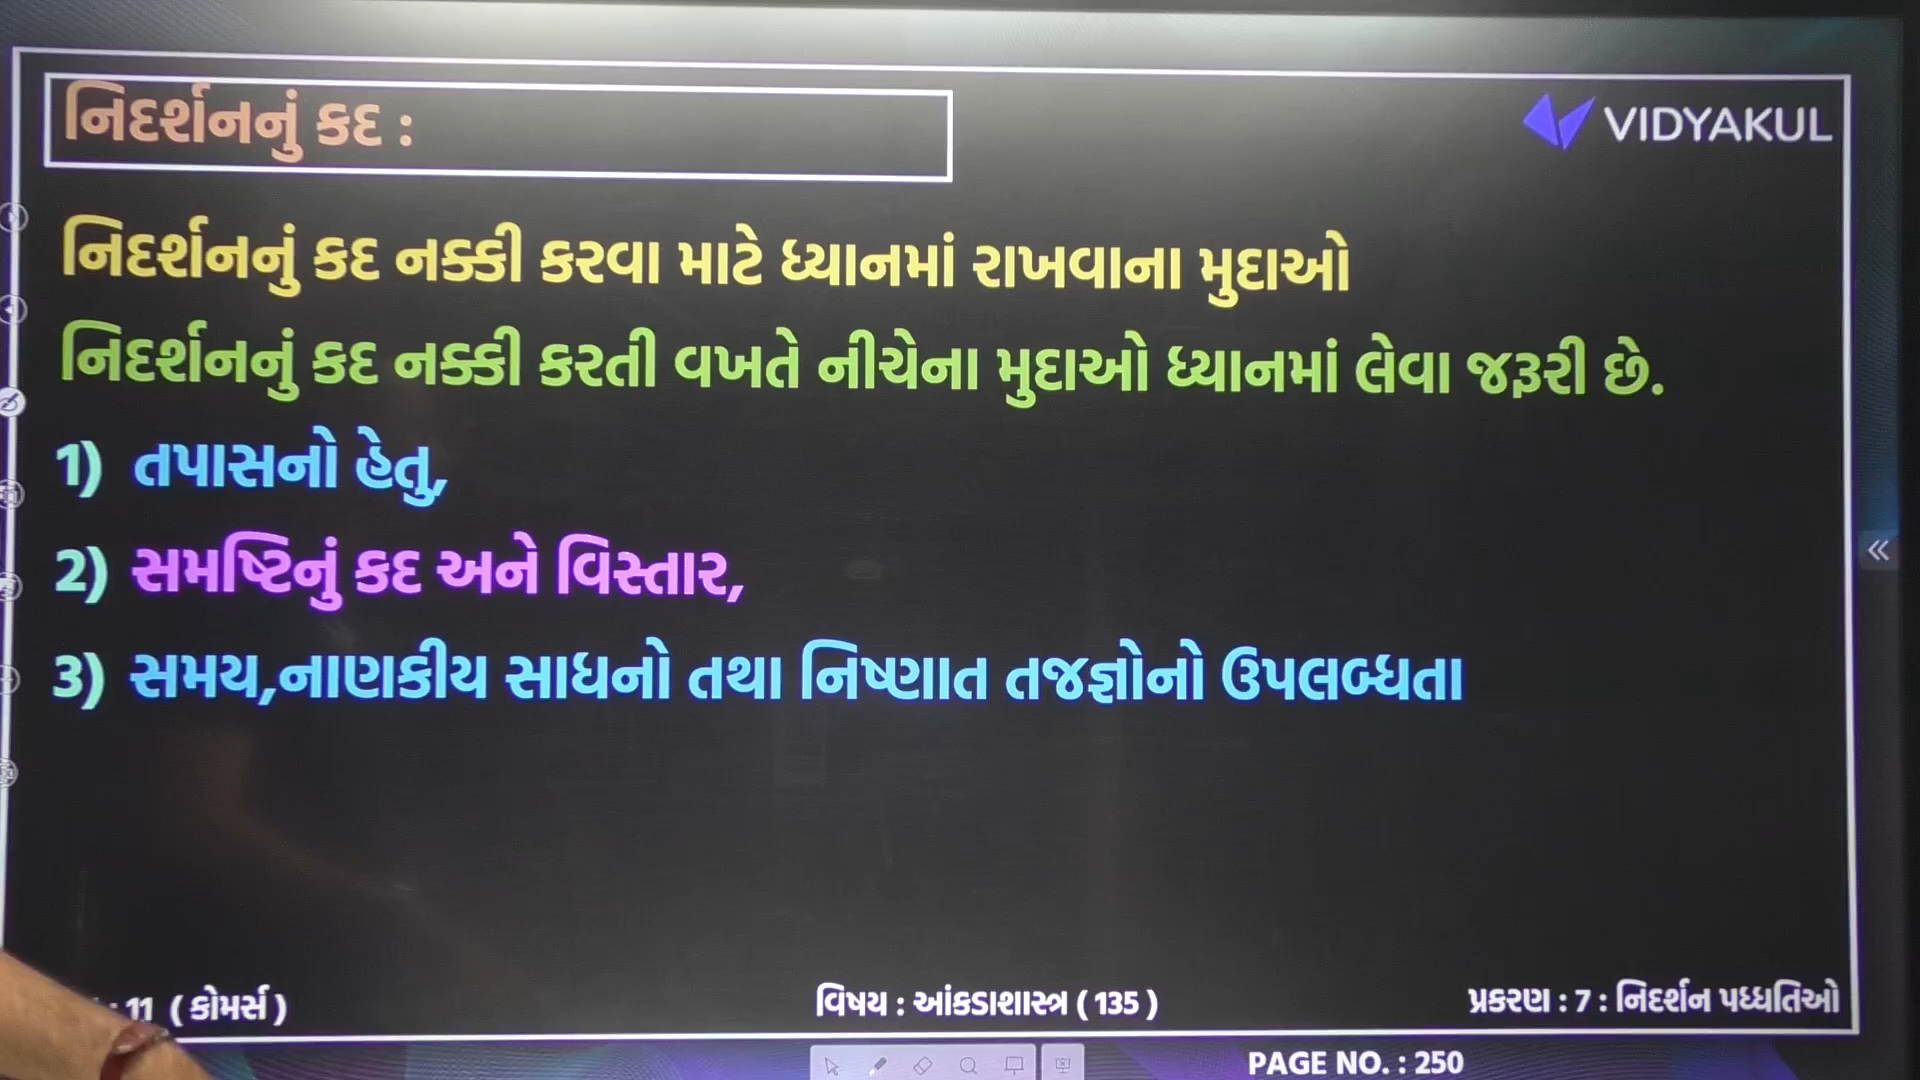 નિદર્શનનું કદ :
VIDYAKUL
નિદર્શનનું કદ નક્કી કરવા માટે ધ્યાનમાં રાખવાના મુદાઓ
નિદર્શનનું કદ નક્કી કરતી વખતે નીચેના મુદાઓ ધ્યાનમાં લેવા જરૂરી છે.
1) તપાસનો હેતુ,
2) સમષ્ટિનું કદ અને વિસ્તાર,
3) સમય,નાણકીય સાધનો તથા નિષ્ણાત તજજ્ઞોનો ઉપલબ્ધતા
: 11 ( કોમર્સ )
વિષય : આંકડાશાસ્ત્ર ( 135 )
પ્રકરણ : 7 : નિદર્શન પધ્ધતિઓ
PAGE NO. : 250